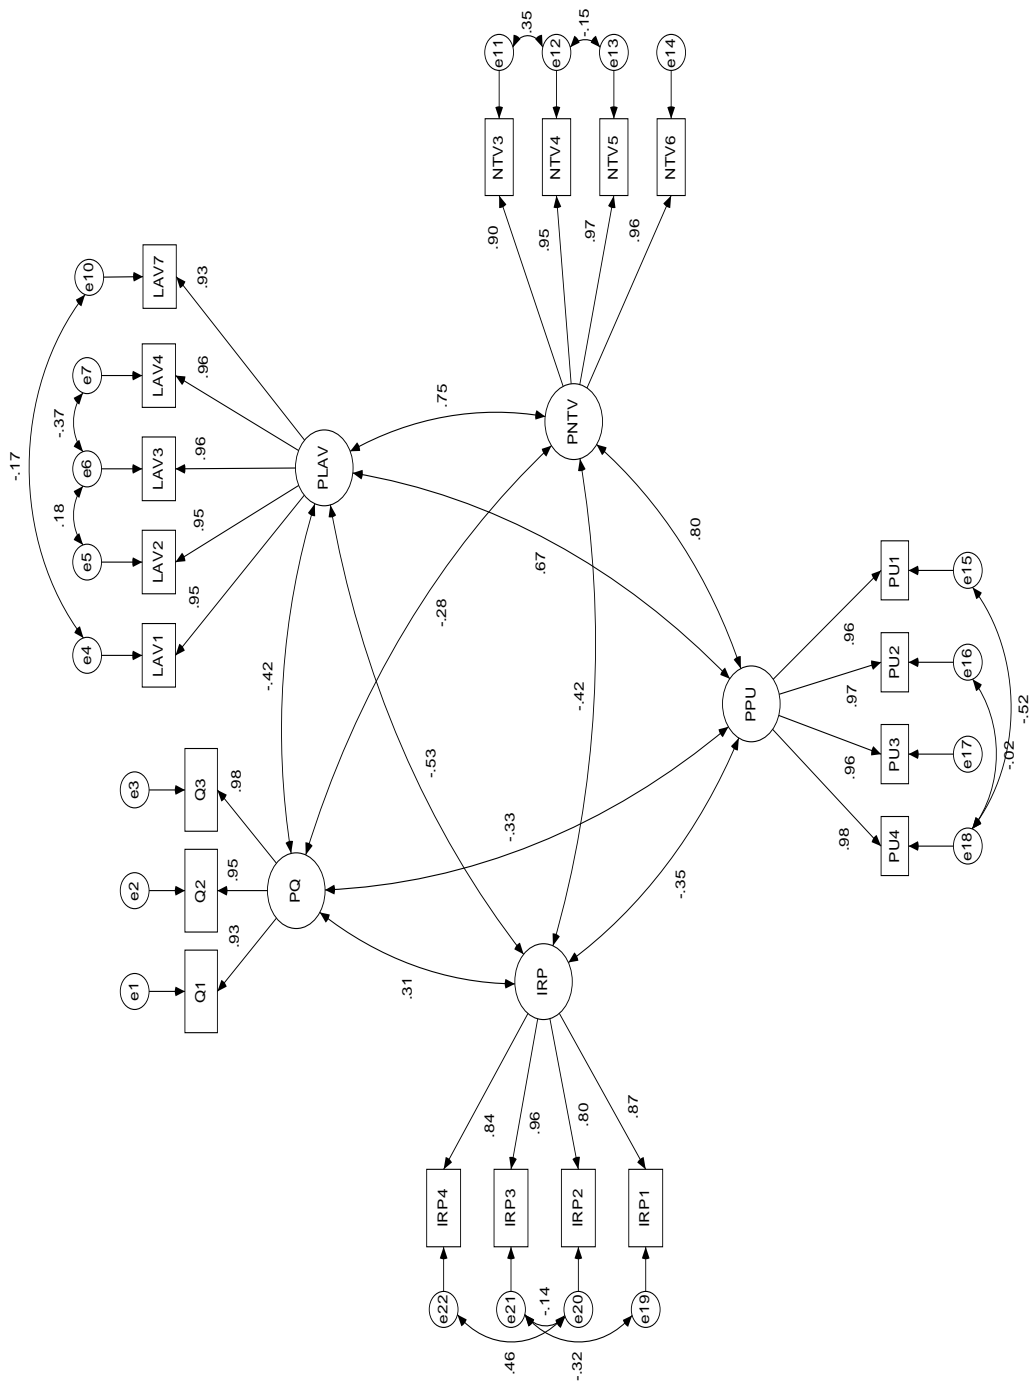 e11
.35
e12
-.15
e13
e14
NTV3
NTV4
NTV5
NTV6
.90
.95
.97
.96
e10
e7
e6
e5
e4
-.17
-.37
.18
LAV7
LAV4
LAV3
LAV2
LAV1
.93
.96
.96
.95
.95
PLAV
PNTV
.75
.67
.80
-.28
-.42
-.42
-.53
e3
e2
e1
Q3
Q2
Q1
.98
.95
.93
PQ
-.33
-.35
.31
PPU
IRP
PU1
PU2
PU3
PU4
.96
.97
.96
.98
e15
e16
e17
e18
-.52
-.02
.84
.96
.80
.87
IRP4
IRP3
IRP2
IRP1
e22
e21
e20
e19
-.14
.46
-.32